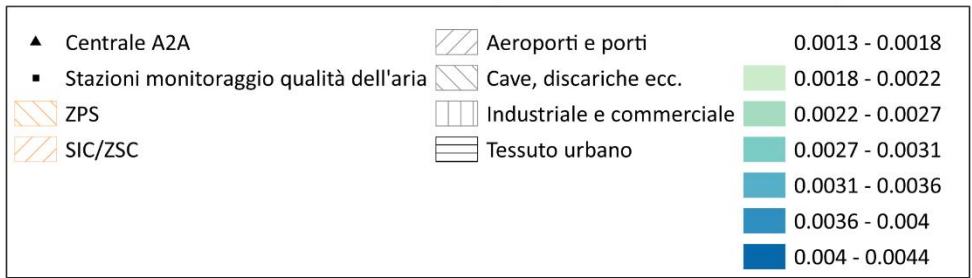 Centrale A2A
Stazioni monitoraggio qualità dell'aria
ZPS
SIC/ZSC
Aeroporti e porti
Cave, discariche ecc.
Industriale e commerciale
Tessuto urbano
0.0013 - 0.0018
0.0018 - 0.0022
0.0022 - 0.0027
0.0027 - 0.0031
0.0031 - 0.0036
0.0036 - 0.004
0.004 - 0.0044